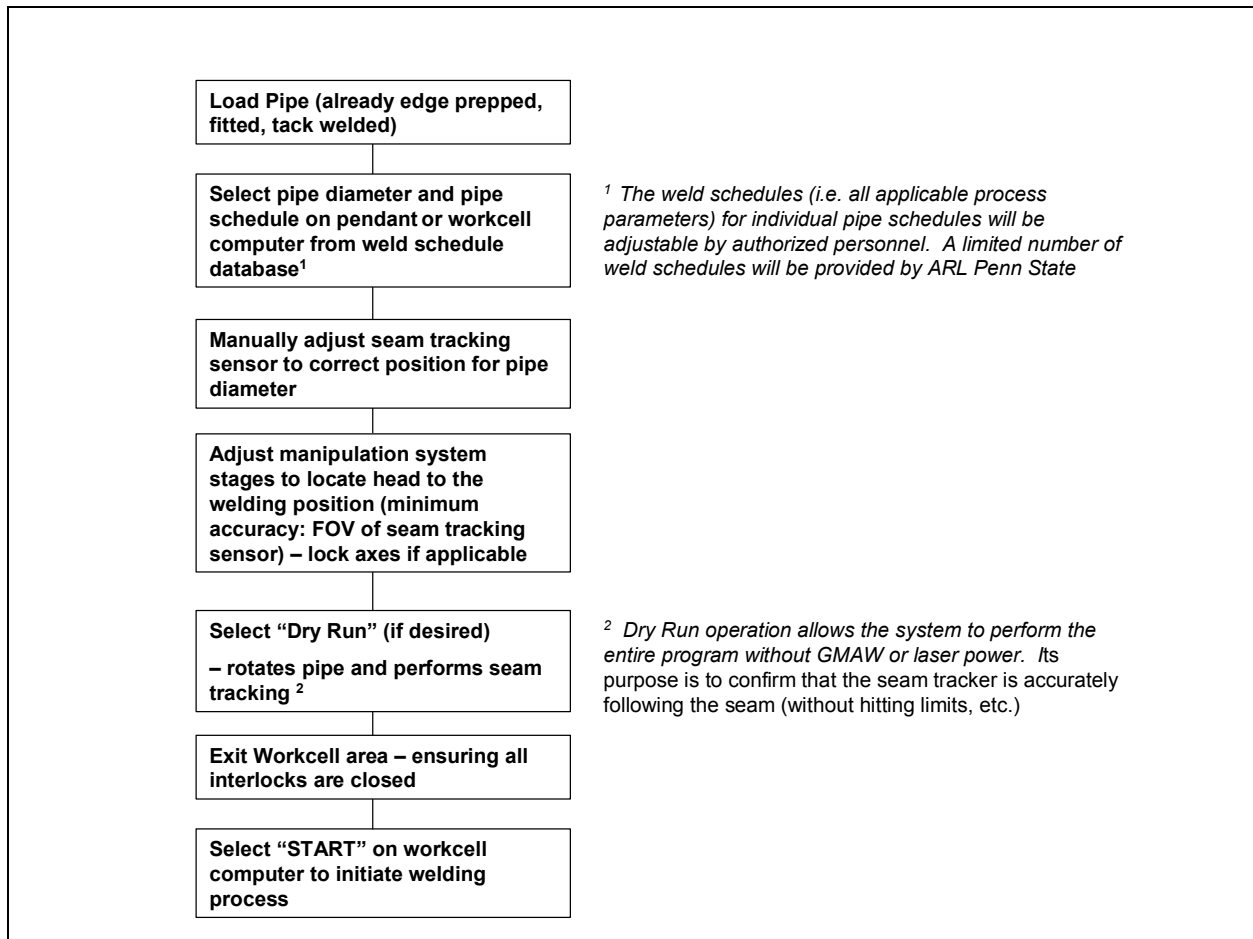 Load Pipe (already edge prepped,
fitted, tack welded)
Select pipe diameter and pipe
schedule on pendant or workcell
computer from weld schedule
database1
1 The weld schedules (i.e. all applicable process
parameters) for individual pipe schedules will be
adjustable by authorized personnel. A limited number of
weld schedules will be provided by ARL Penn State
Manually adjust seam tracking
sensor to correct position for pipe
diameter
Adjust manipulation system
stages to locate head to the
welding position (minimum
accuracy: FOV of seam tracking
sensor) – lock axes if applicable
Select “Dry Run” (if desired)
– rotates pipe and performs seam
tracking 2
2 Dry Run operation allows the system to perform the
entire program without GMAW or laser power. Its
purpose is to confirm that the seam tracker is accurately
following the seam (without hitting limits, etc.)
Exit Workcell area – ensuring all
interlocks are closed
Select “START” on workcell
computer to initiate welding
process